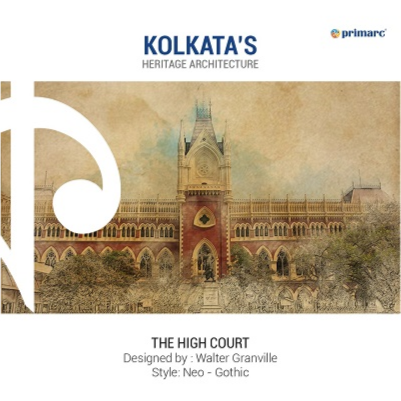 KOLKATA'S
primarc
HERITAGE ARCHITECTURE
THE HIGH COURT
Designed by : Walter Granville
Style: Neo - Gothic